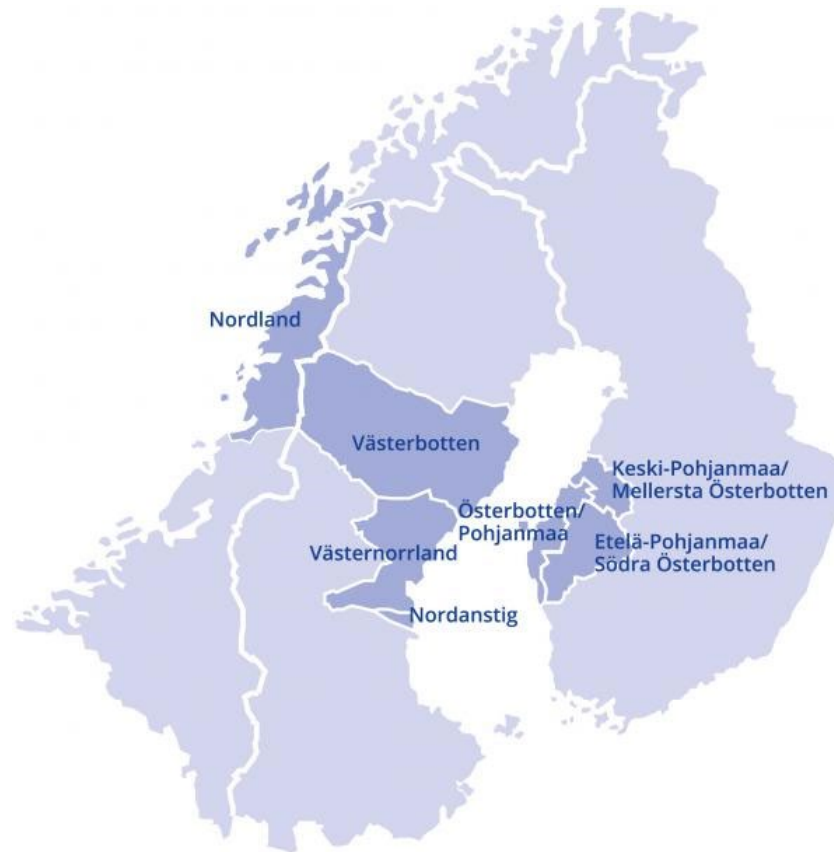 Nordland
Västerbotten
Keski-Pohjanmaa/
Mellersta Österbotten
Österbotten/
Pohjanmaa
Västernorrland
Etelä-Pohjanmaa/
Södra Österbotten
Nordanstig